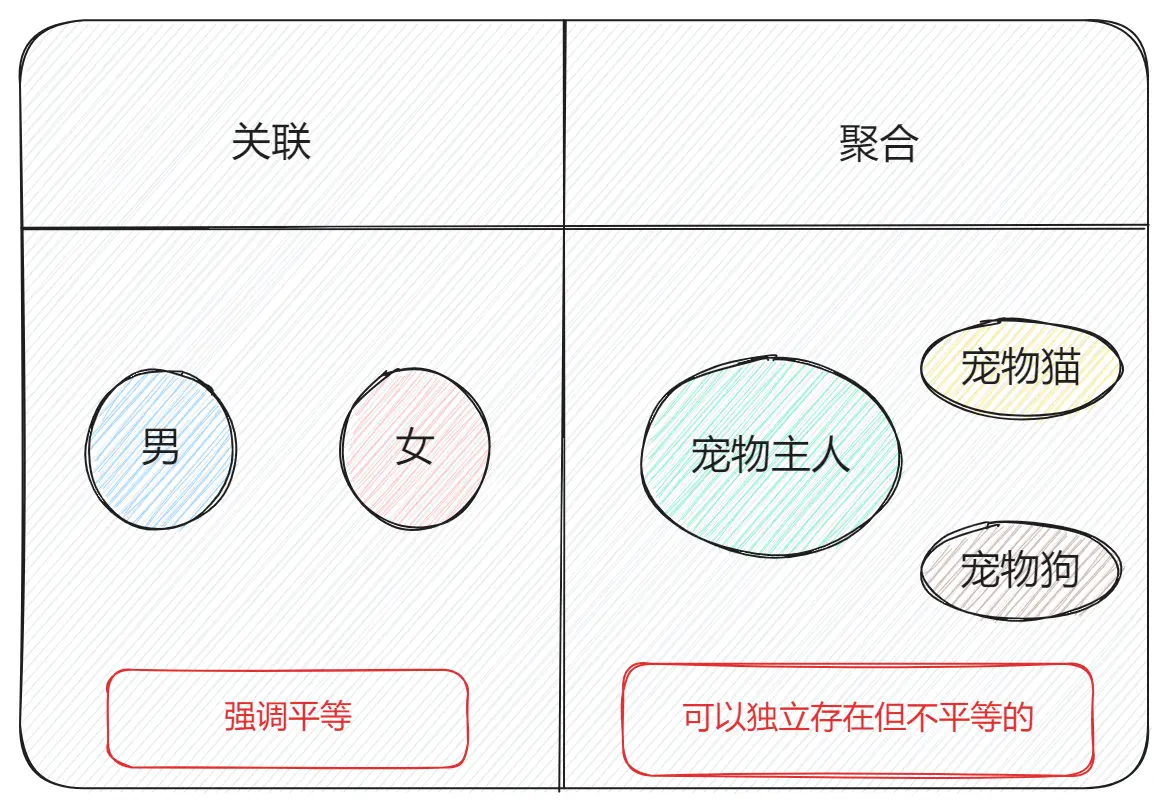 关联
聚合
男
女
宠物主人
宠物猫
宠物狗
强调平等
可以独立存在但不平等的